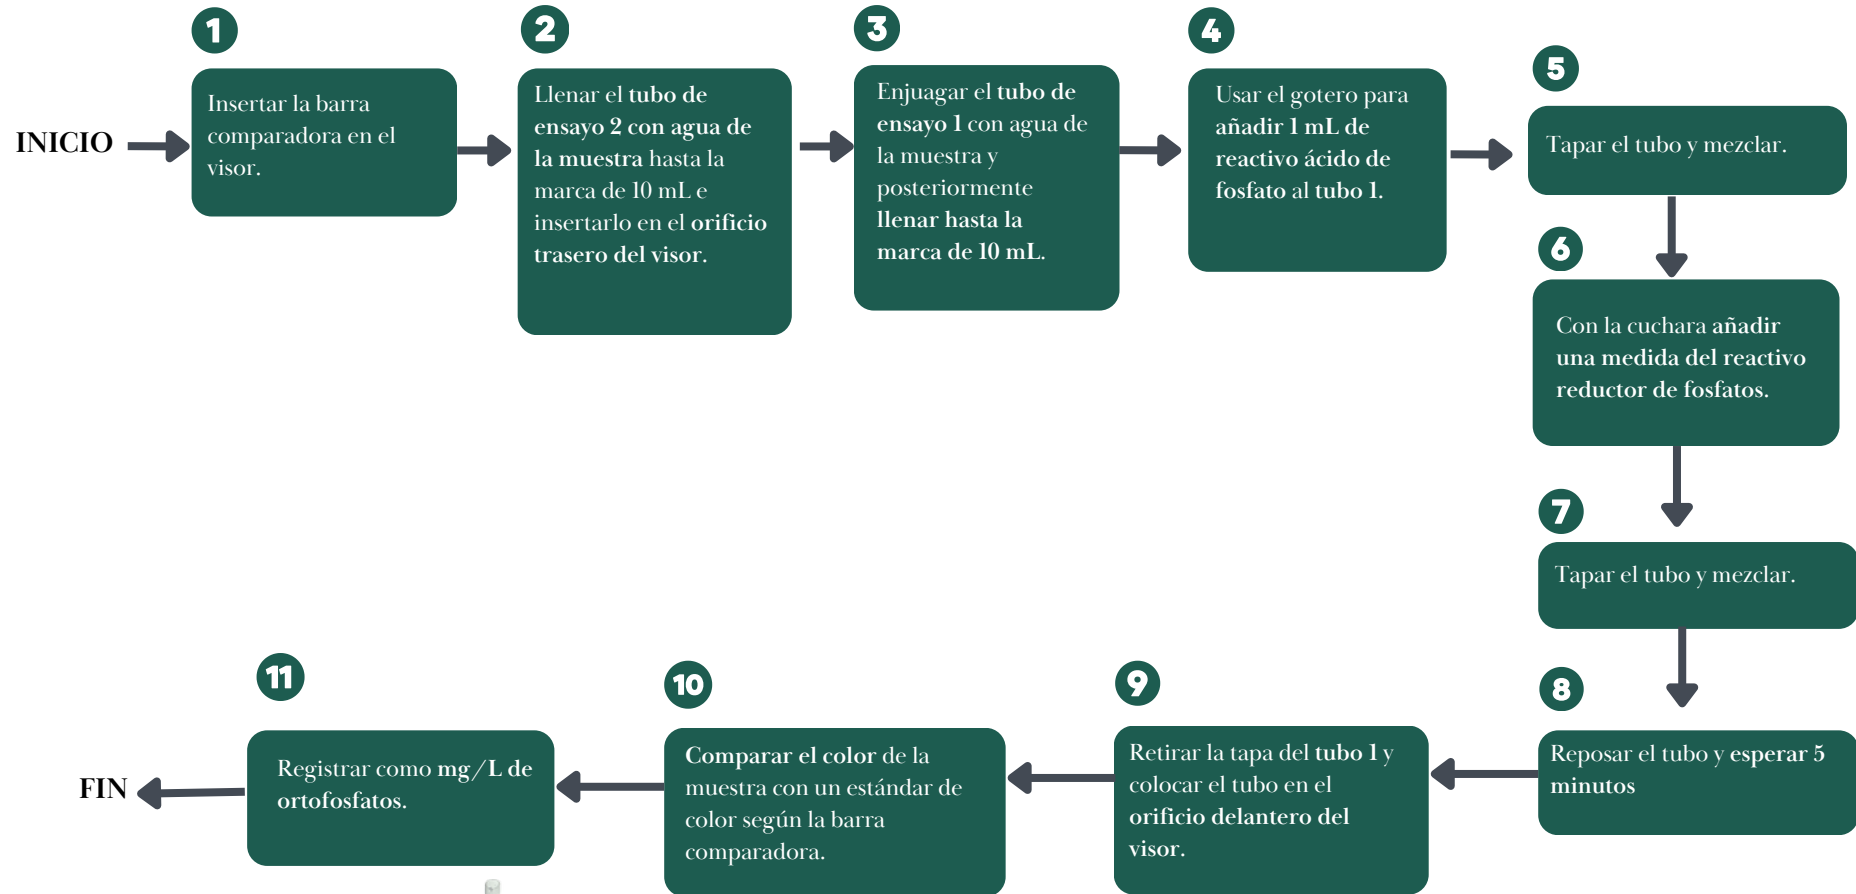 INICIO
1
Insertar la barra
comparadora en el
visor.
2
Llenar el tubo de
ensayo 2 con agua de
la muestra hasta la
marca de 10 mL e
insertarlo en el orificio
trasero del visor.
3
Enjuagar el tubo de
ensayo 1 con agua de
la muestra y
posteriormente
llenar hasta la
marca de 10 mL.
4
Usar el gotero para
añadir 1 mL de
reactivo ácido de
fosfato al tubo 1.
5
Tapar el tubo y mezclar.
6
Con la cuchara añadir
una medida del reactivo
reductor de fosfatos.
7
Tapar el tubo y mezclar.
8
Reposar el tubo y esperar 5
minutos
9
Retirar la tapa del tubo 1 y
colocar el tubo en el
orificio delantero del
visor.
10
Comparar el color de la
muestra con un estándar de
color según la barra
comparadora.
11
Registrar como mg/L de
ortofosfatos.
FIN